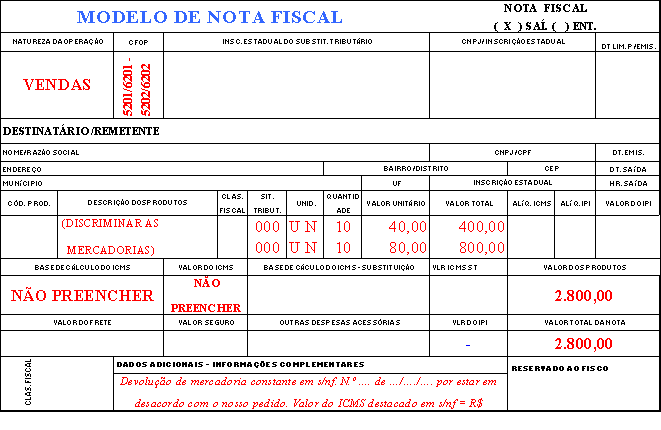 MODELO DE NOTA FISCAL
NOTA FISCAL
( X ) SAÍ. ( ) ENT.
NATUREZA DA OPERAÇÃO CFOP INSC. ESTADUAL DO SUBSTIT. TRIBUTÁRIO CNPJ/INSCRIÇÃO ESTADUAL DT LIM. P/EMIS.
VENDAS
5201/6201 -
5202/6202
DESTINATÁRIO/REMETENTE
NOME/RAZÃO SOCIAL CNPJ/CPF DT. EMIS.
ENDEREÇO BAIRRO/DISTRITO CEP DT. SAÍDA
MUNÍCIPIO UF INSCRIÇÃO ESTADUAL HR. SAÍDA
CÓD. PROD. DESCRIÇÃO DOS PRODUTOS CLAS. FISCAL SIT. TRIBUT. UNID. QUANTIDADE VALOR UNITÁRIO VALOR TOTAL ALÍQ. ICMS ALÍQ. IPI VALOR DO IPI
(DISCRIMINAR AS 000 UN 10 40,00 400,00
MERCADORIAS) 000 UN 10 80,00 800,00
BASE DE CÁLCULO DO ICMS VALOR DO ICMS BASE DE CÁLCULO DO ICMS - SUBSTITUIÇÃO VLR ICMS ST VALOR DOS PRODUTOS
NÃO PREENCHER NÃO PREENCHER 2.800,00
VALOR DO FRETE VALOR SEGURO OUTRAS DESPESAS ACESSÓRIAS VLR DO IPI VALOR TOTAL DA NOTA
- 2.800,00
CLAS. FISCAL
DADOS ADICIONAIS - INFORMAÇÕES COMPLEMENTARES
RESERVADO AO FISCO
Devolução de mercadoria constante em s/nf. N.º .... de .../..../.... por estar em
desacordo com o nosso pedido. Valor do ICMS destacado em s/nf = R$